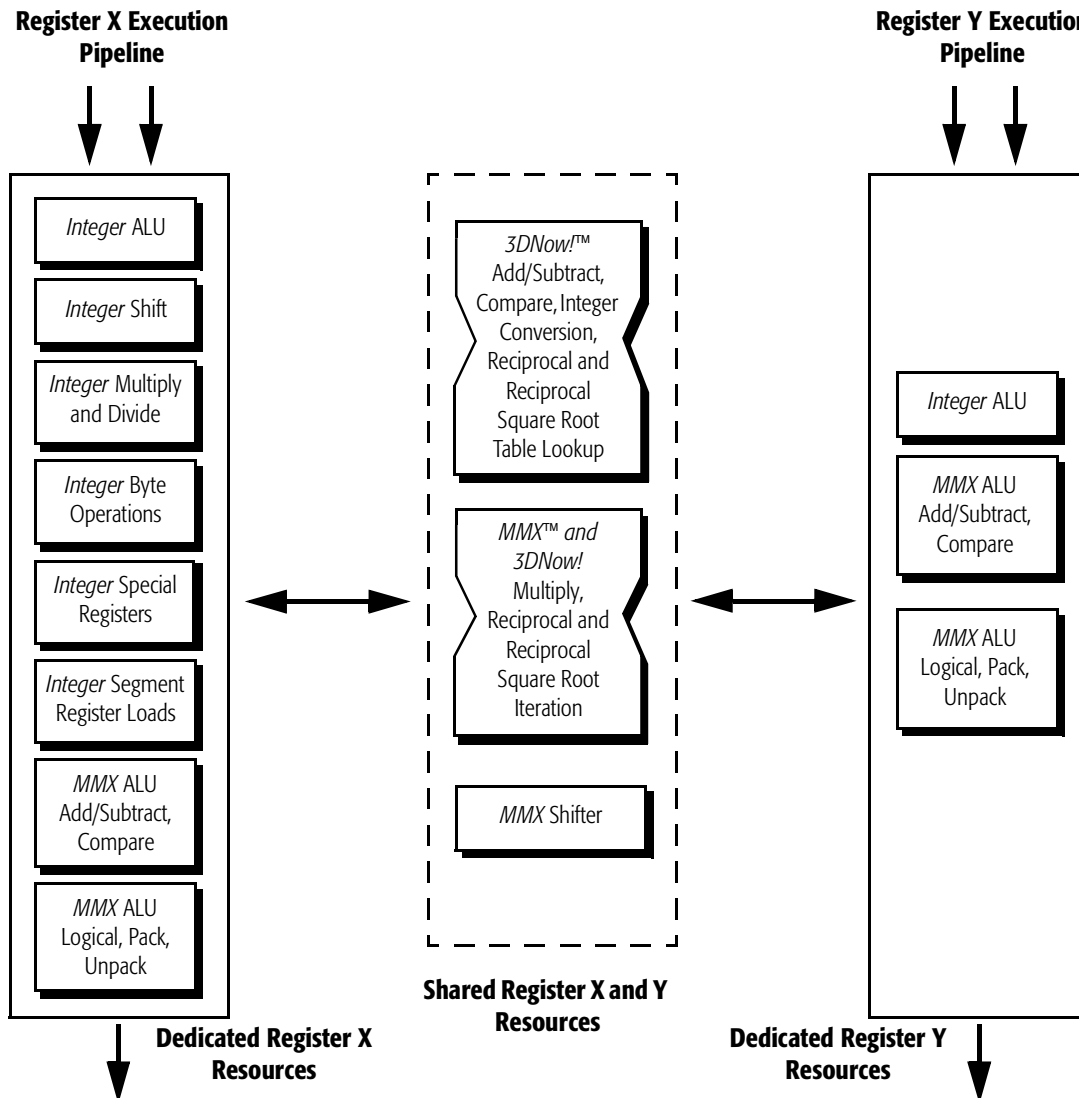 Register X Execution
Pipeline
Register Y Execution
Pipeline
Integer ALU
Integer Shift
Integer Multiply
and Divide
Integer Byte
Operations
Integer Special
Registers
Integer Segment
Register Loads
MMX ALU
Add/Subtract,
Compare
MMX ALU
Logical, Pack,
Unpack
3DNow!™
Add/Subtract,
Compare, Integer
Conversion,
Reciprocal and
Reciprocal
Square Root
Table Lookup
MMX™ and
3DNow!
Multiply,
Reciprocal and
Reciprocal
Square Root
Iteration
MMX Shifter
Integer ALU
MMX ALU
Add/Subtract,
Compare
MMX ALU
Logical, Pack,
Unpack
Dedicated Register X
Resources
Shared Register X and Y
Resources
Dedicated Register Y
Resources